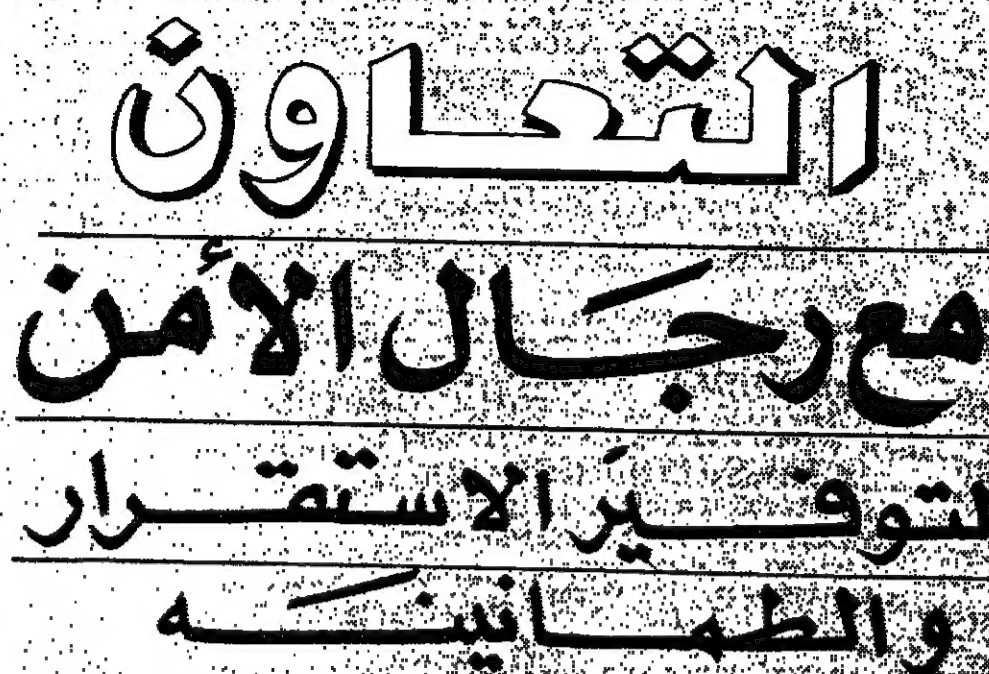 التعاون
مع رجال الأمن
لتوفير الاستقرار
والطمانينه